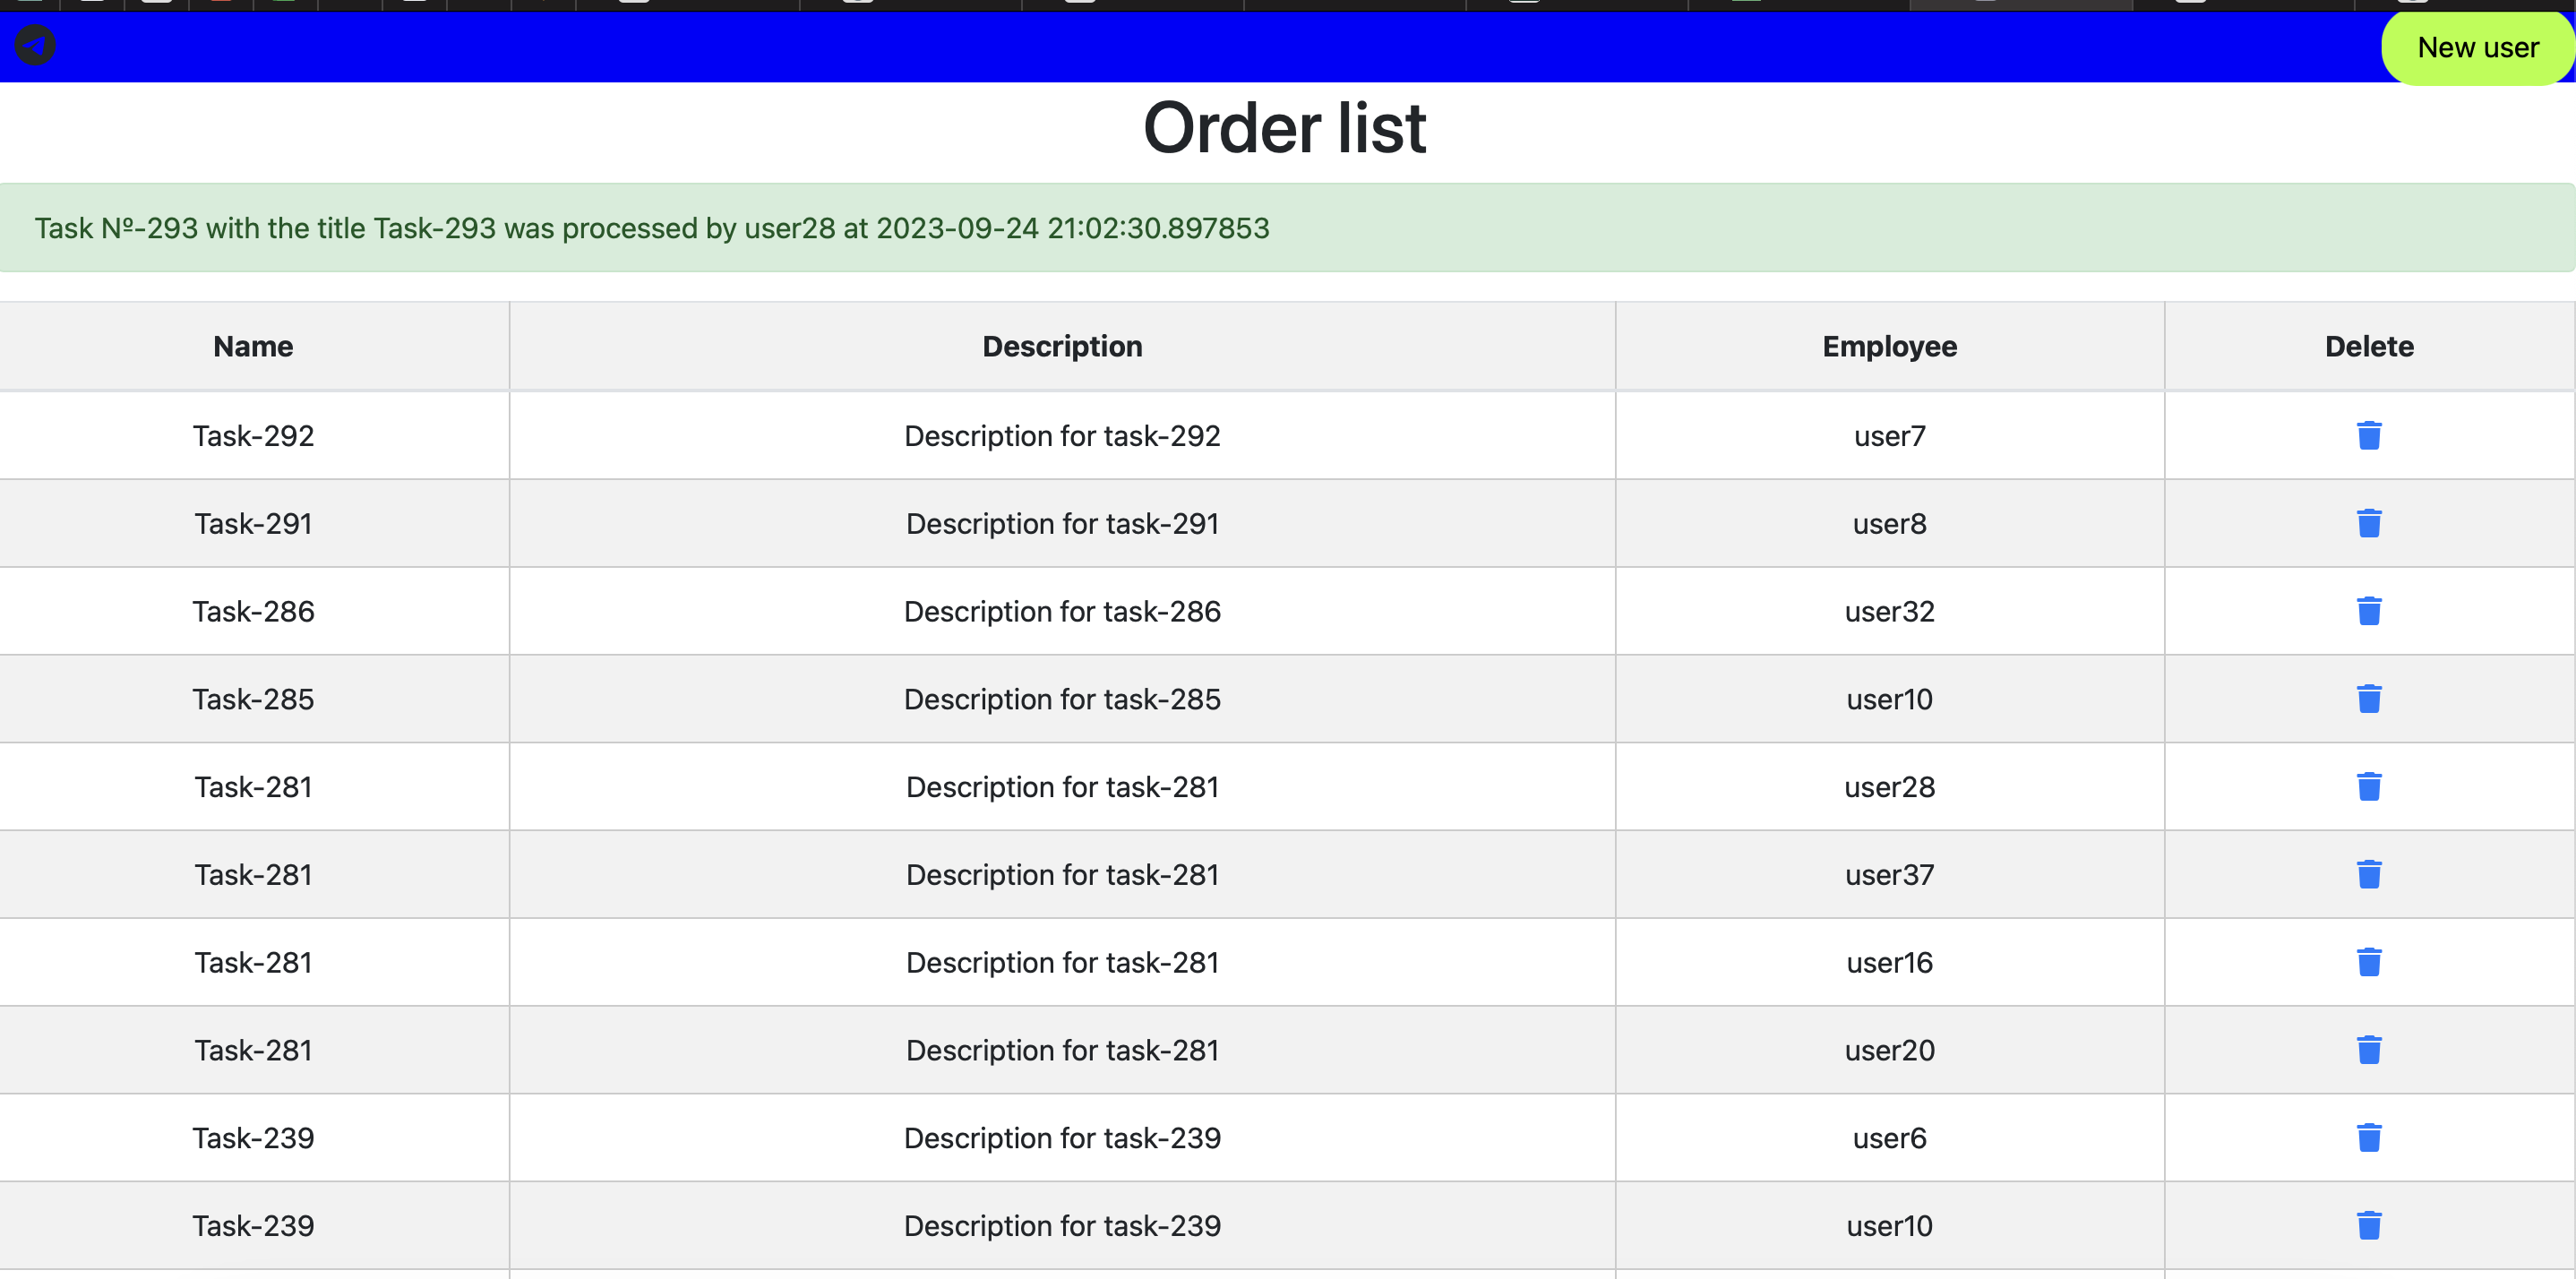 New user
Order list
Task Nº-293 with the title Task-293 was processed by user28 at 2023-09-24 21:02:30.897853
Name Description Employee Delete
Task-292 Description for task-292 user7
Task-291 Description for task-291 user8
Task-286 Description for task-286 user32
Task-285 Description for task-285 user10
Task-281 Description for task-281 user28
Task-281 Description for task-281 user37
Task-281 Description for task-281 user16
Task-281 Description for task-281 user20
Task-239 Description for task-239 user6
Task-239 Description for task-239 user10